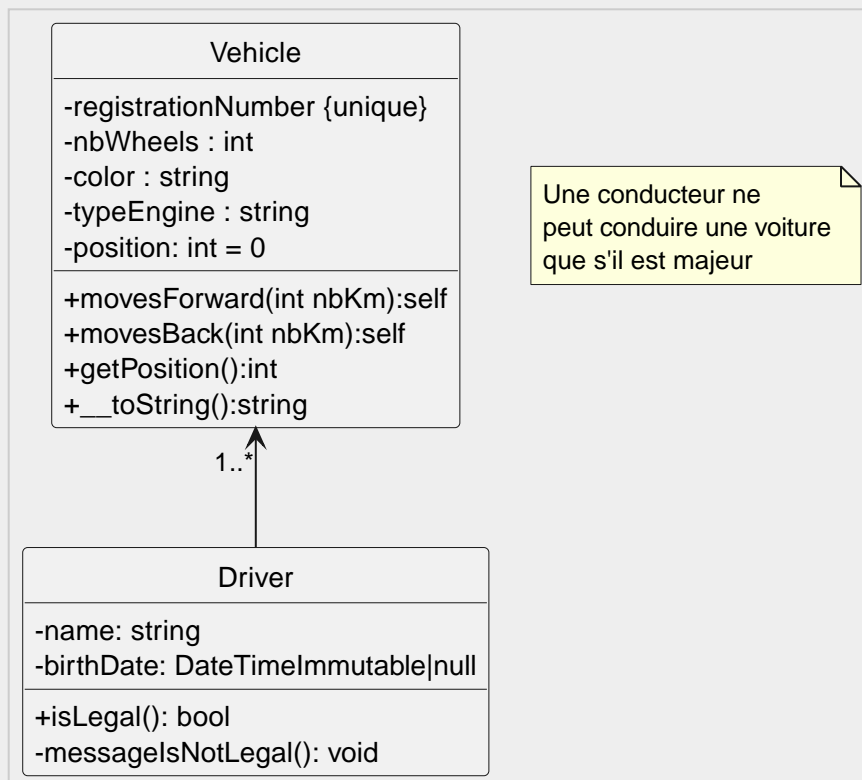 Vehicle
-registrationNumber {unique}
-nbWheels : int
-color : string
-typeEngine : string
-position: int = 0
+movesForward(int nbKm):self
+movesBack(int nbKm):self
+getPosition():int
+__toString():string
Une conducteur ne
peut conduire une voiture
que s'il est majeur
1..*
Driver
-name: string
-birthDate: DateTimeImmutable|null
+isLegal(): bool
-messageIsNotLegal(): void